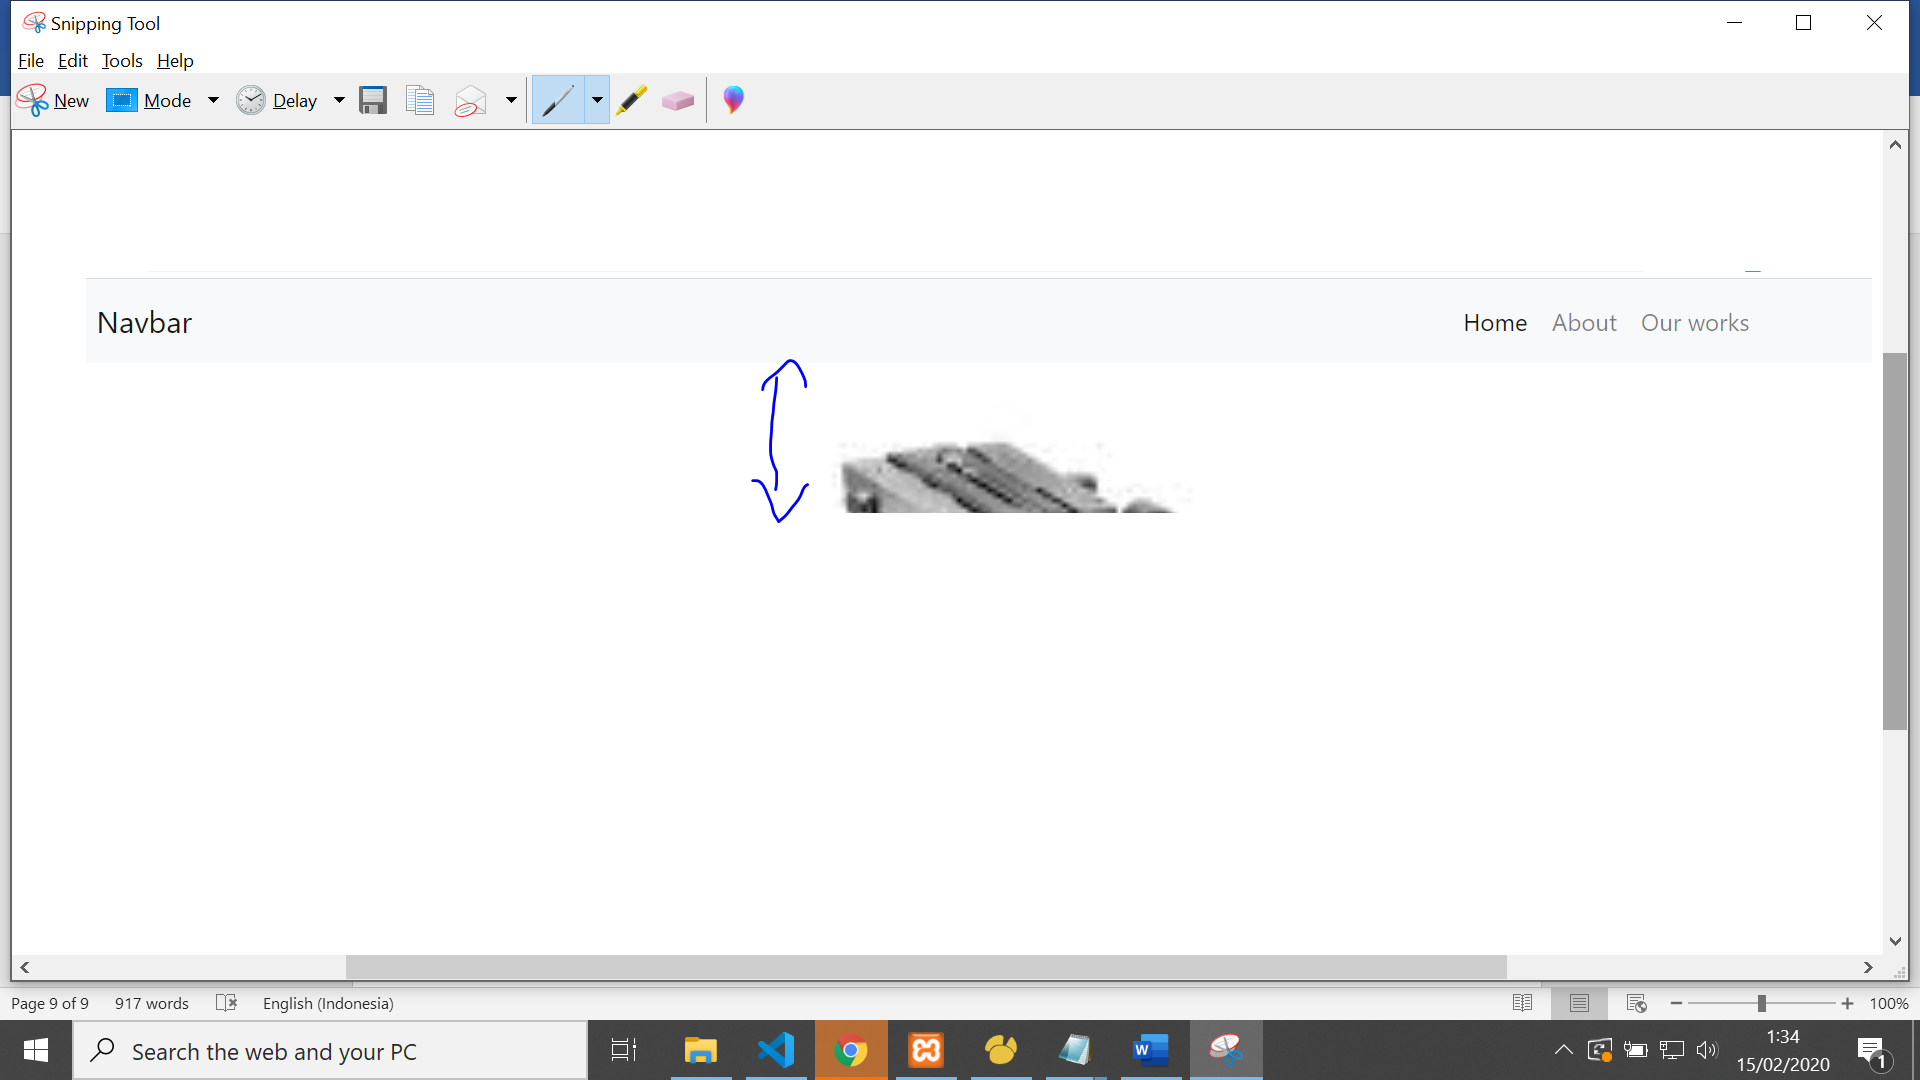 Snipping Tool
File Edit Tools Help
New Mode Delay
Navbar Home About Our works
Page 9 of 9 917 words English (Indonesia) 100%
Search the web and your PC
1:34
15/02/2020
1